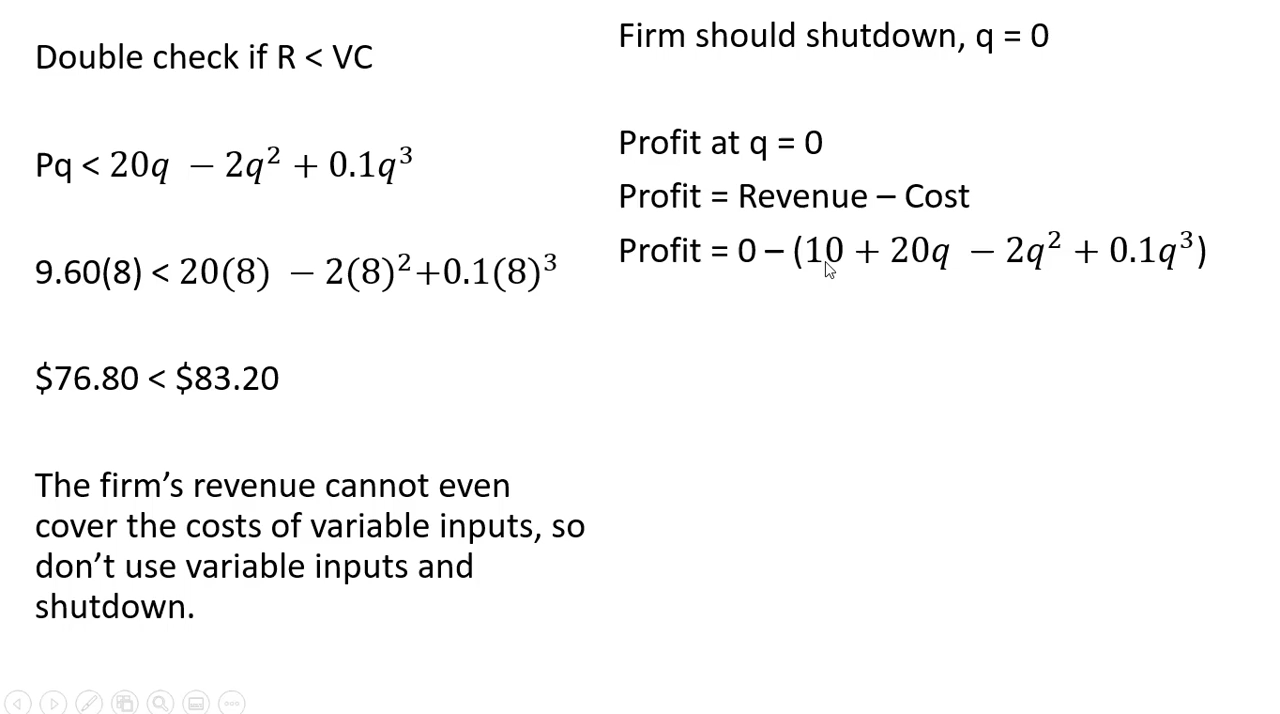 Double check if R < VC
Pq < 20q − 2q² + 0.1q³
9.60(8) < 20(8) − 2(8)²+0.1(8)³
$76.80 < $83.20
The firm’s revenue cannot even
cover the costs of variable inputs, so
don’t use variable inputs and
shutdown.
Firm should shutdown, q = 0
Profit at q = 0
Profit = Revenue – Cost
Profit = 0 – (10 + 20q − 2q² + 0.1q³)